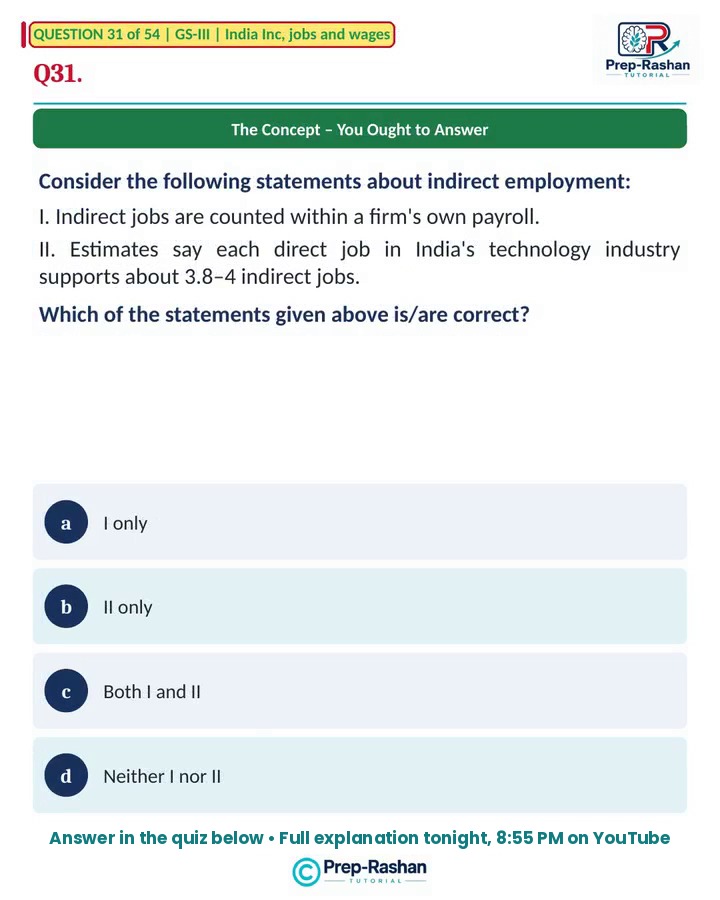 QUESTION 31 of 54 | GS-III | India Inc, jobs and wages
Prep-Rashan
TUTORIAL
Q31.
The Concept – You Ought to Answer
Consider the following statements about indirect employment:
I. Indirect jobs are counted within a firm's own payroll.
II. Estimates say each direct job in India's technology industry
supports about 3.8–4 indirect jobs.
Which of the statements given above is/are correct?
a I only
b II only
c Both I and II
d Neither I nor II
Answer in the quiz below • Full explanation tonight, 8:55 PM on YouTube
© Prep-Rashan
TUTORIAL